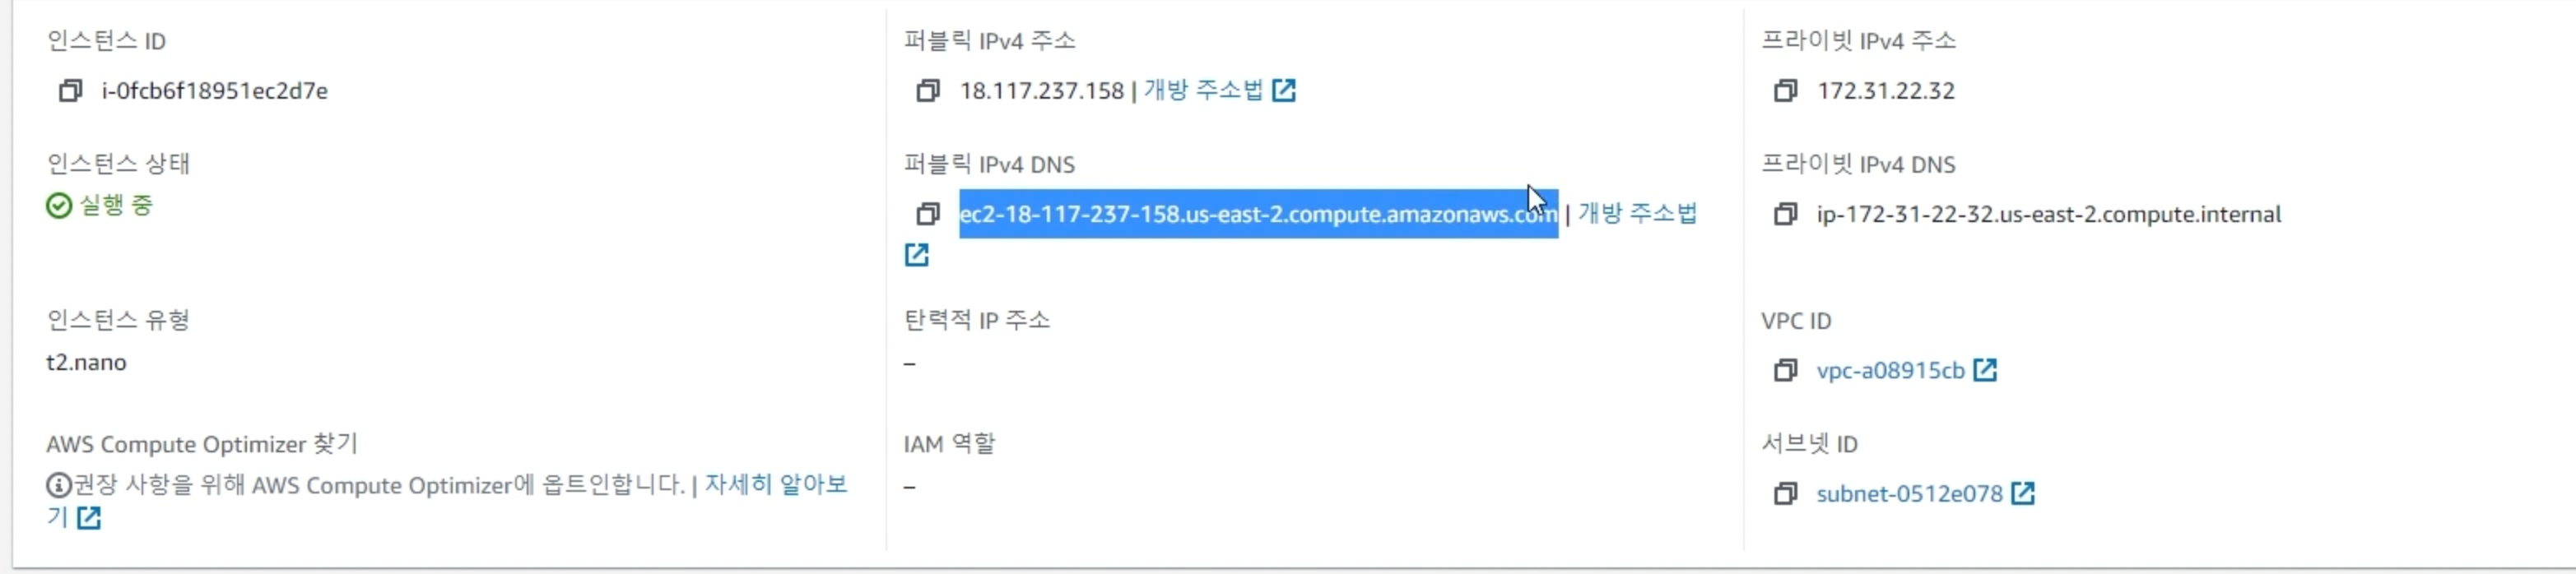 인스턴스 ID
i-0fcb6f18951ec2d7e
인스턴스 상태
실행 중
인스턴스 유형
t2.nano
AWS Compute Optimizer 찾기
권장 사항을 위해 AWS Compute Optimizer에 옵트인합니다. | 자세히 알아보
기
퍼블릭 IPv4 주소
18.117.237.158 | 개방 주소법
퍼블릭 IPv4 DNS
ec2-18-117-237-158.us-east-2.compute.amazonaws.com | 개방 주소법
탄력적 IP 주소
–
IAM 역할
–
프라이빗 IPv4 주소
172.31.22.32
프라이빗 IPv4 DNS
ip-172-31-22-32.us-east-2.compute.internal
VPC ID
vpc-a08915cb
서브넷 ID
subnet-0512e078